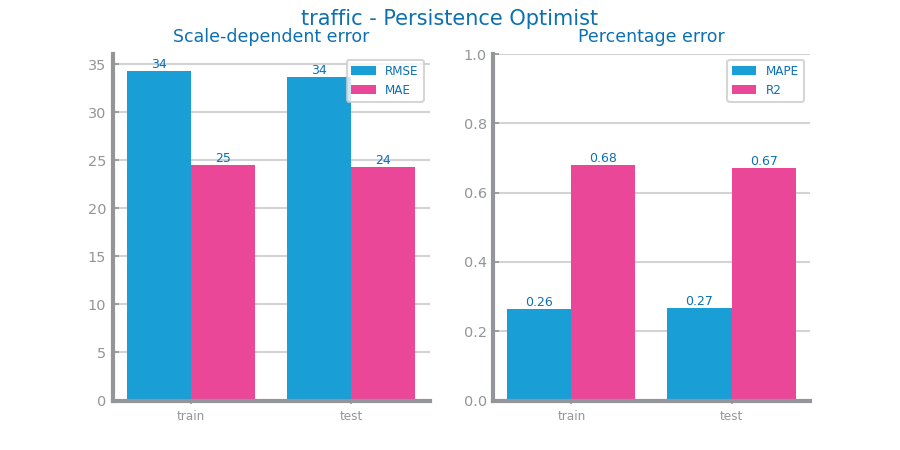 traffic - Persistence Optimist
Scale-dependent error
35
30
25
20
15
10
5
0
34
25
34
24
RMSE
MAE
train
test
Percentage error
1.0
0.8
0.6
0.4
0.2
0.0
0.26
0.68
0.27
0.67
MAPE
R2
train
test